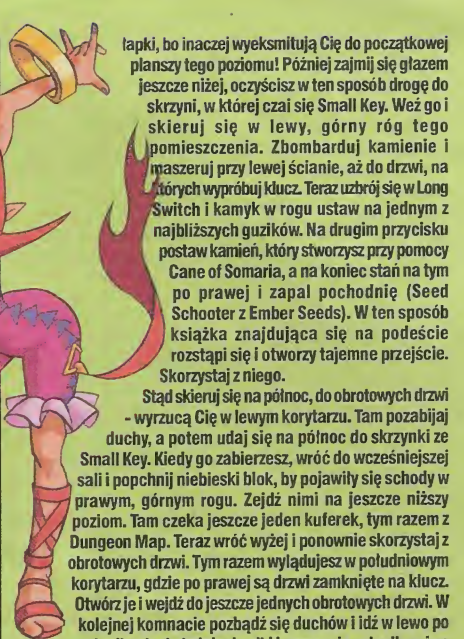 łapki, bo inaczej wyeksmitują Cię do początkowej
planszy tego poziomu! Później zajmij się głazem
jeszcze niżej, oczyścisz w ten sposób drogę do
skrzyni, w której czai się Small Key. Weź go i
skieruj się w lewy, górny róg tego
pomieszczenia. Zbombarduj kamienie i
maszeruj przy lewej ścianie, aż do drzwi, na
których wypróbuj klucz. Teraz uzbrój się w Long
Switch i kamyk w rogu ustaw na jednym z
najbliższych guzików. Na drugim przycisku
postaw kamień, który stworzysz przy pomocy
Cane of Somaria, a na koniec stań na tym
po prawej i zapal pochodnię (Seed
Schooter z Ember Seeds). W ten sposób
książka znajdująca się na podeście
rozstąpi się i otworzy tajemne przejście.
Skorzystaj z niego.
Stąd skieruj się na północ, do obrotowych drzwi
- wyrzucą Cię w lewym korytarzu. Tam pozabijaj
duchy, a potem udaj się na północ do skrzynki ze
Small Key. Kiedy go zabierzesz, wróć do wcześniejszej
sali i popchnij niebieski blok, by pojawiły się schody w
prawym, górnym rogu. Zejdź nimi na jeszcze niższy
poziom. Tam czeka jeszcze jeden kuferek, tym razem z
Dungeon Map. Teraz wróć wyżej i ponownie skorzystaj z
obrotowych drzwi. Tym razem wylądujesz w południowym
korytarzu, gdzie po prawej są drzwi zamknięte na klucz.
Otwórz je i wejdź do jeszcze jednych obrotowych drzwi. W
kolejnej komnacie pozbądź się duchów i idź w lewo po